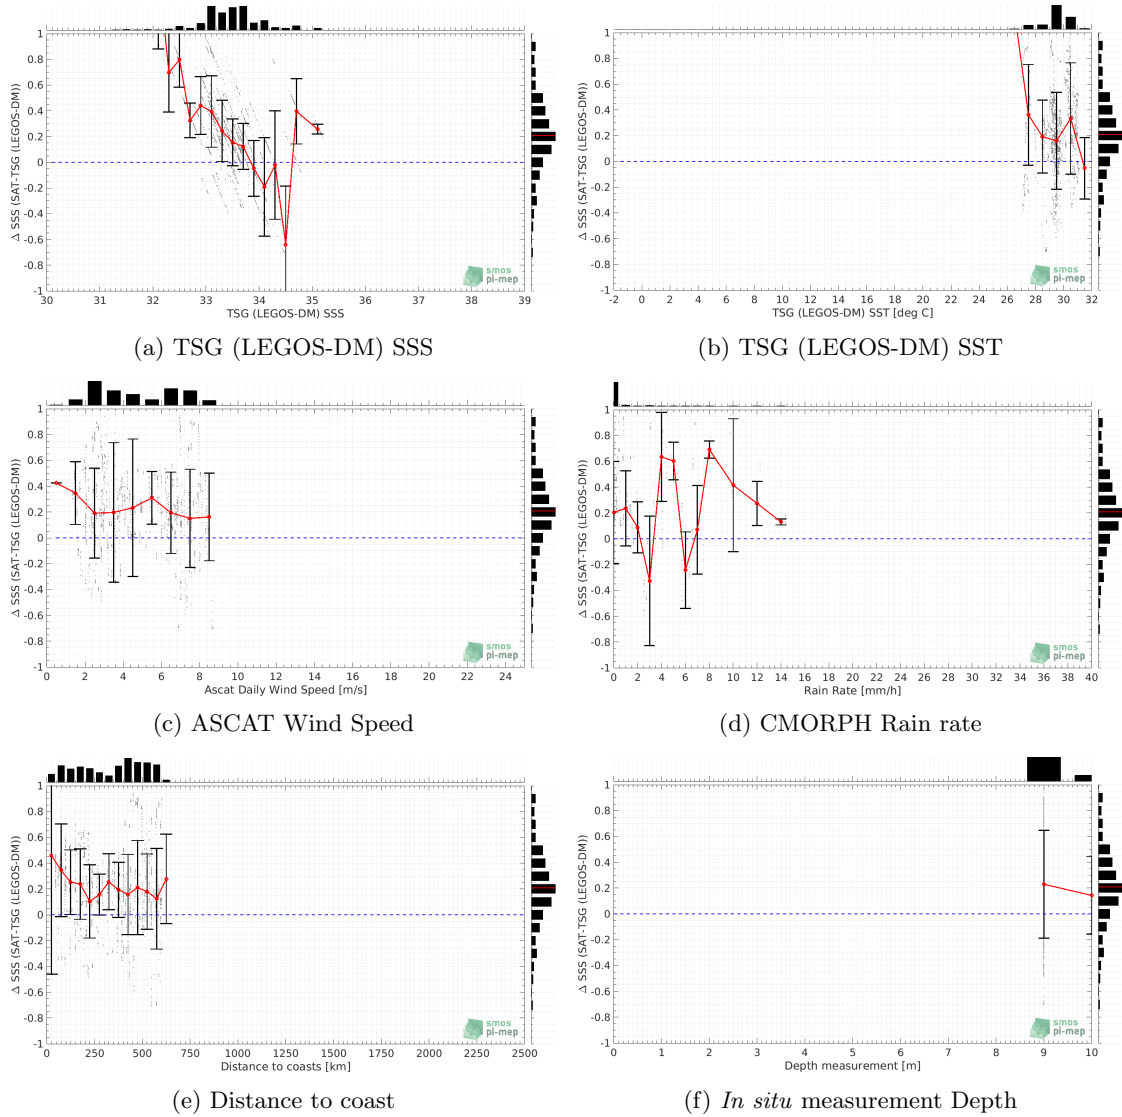 Δ SSS (SAT-TSG (LEGOS-DM))
1
0.8
0.6
0.4
0.2
0
-0.2
-0.4
-0.6
-0.8
-1
30 31 32 33 34 35 36 37 38 39
TSG (LEGOS-DM) SSS
smos
pi-mep
(a) TSG (LEGOS-DM) SSS
Δ SSS (SAT-TSG (LEGOS-DM))
1
0.8
0.6
0.4
0.2
0
-0.2
-0.4
-0.6
-0.8
-1
-2 0 2 4 6 8 10 12 14 16 18 20 22 24 26 28 30 32
TSG (LEGOS-DM) SST [deg C]
smos
pi-mep
(b) TSG (LEGOS-DM) SST
Δ SSS (SAT-TSG (LEGOS-DM))
1
0.8
0.6
0.4
0.2
0
-0.2
-0.4
-0.6
-0.8
-1
0 2 4 6 8 10 12 14 16 18 20 22 24
Ascat Daily Wind Speed [m/s]
smos
pi-mep
(c) ASCAT Wind Speed
Δ SSS (SAT-TSG (LEGOS-DM))
1
0.8
0.6
0.4
0.2
0
-0.2
-0.4
-0.6
-0.8
-1
0 2 4 6 8 10 12 14 16 18 20 22 24 26 28 30 32 34 36 38 40
Rain Rate [mm/h]
smos
pi-mep
(d) CMORPH Rain rate
Δ SSS (SAT-TSG (LEGOS-DM))
1
0.8
0.6
0.4
0.2
0
-0.2
-0.4
-0.6
-0.8
-1
0 250 500 750 1000 1250 1500 1750 2000 2250 2500
Distance to coasts [km]
smos
pi-mep
(e) Distance to coast
Δ SSS (SAT-TSG (LEGOS-DM))
1
0.8
0.6
0.4
0.2
0
-0.2
-0.4
-0.6
-0.8
-1
0 1 2 3 4 5 6 7 8 9 10
Depth measurement [m]
smos
pi-mep
(f) In situ measurement Depth